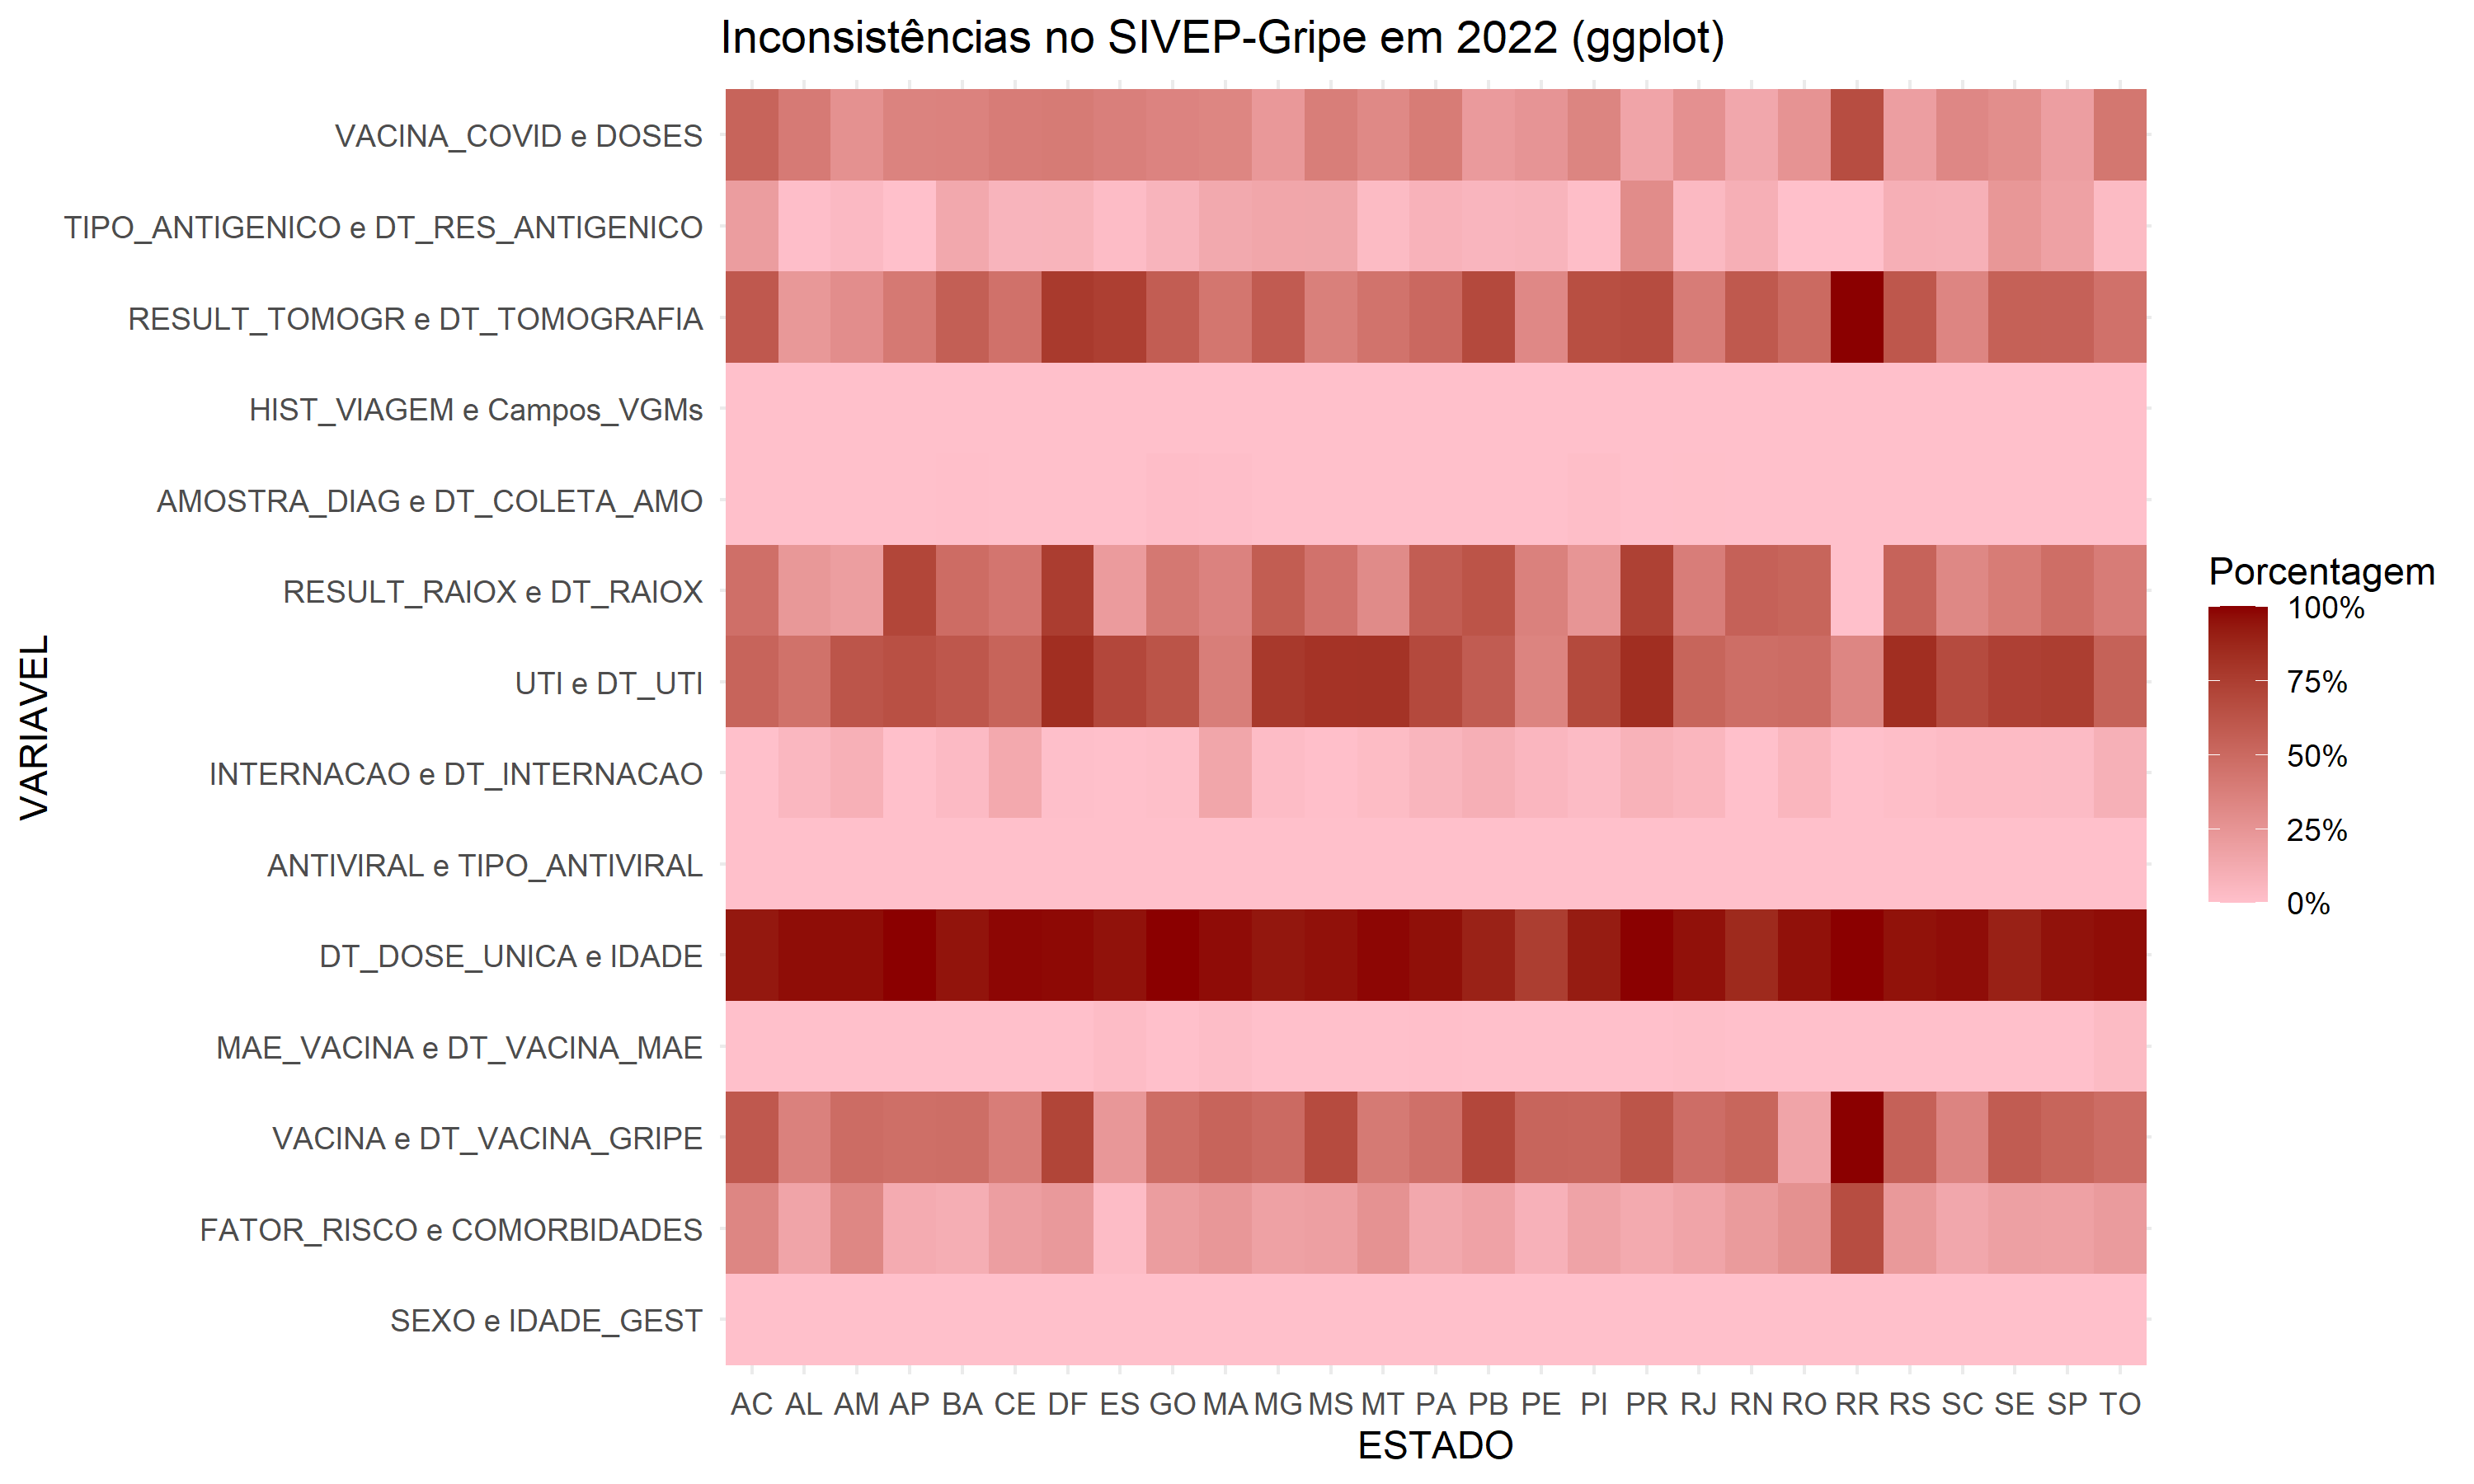 Inconsistências no SIVEP-Gripe em 2022 (ggplot)
VARIAVEL
VACINA_COVID e DOSES
TIPO_ANTIGENICO e DT_RES_ANTIGENICO
RESULT_TOMOGR e DT_TOMOGRAFIA
HIST_VIAGEM e Campos_VGMs
AMOSTRA_DIAG e DT_COLETA_AMO
RESULT_RAIOX e DT_RAIOX
UTI e DT_UTI
INTERNACAO e DT_INTERNACAO
ANTIVIRAL e TIPO_ANTIVIRAL
DT_DOSE_UNICA e IDADE
MAE_VACINA e DT_VACINA_MAE
VACINA e DT_VACINA_GRIPE
FATOR_RISCO e COMORBIDADES
SEXO e IDADE_GEST
AC AL AM AP BA CE DF ES GO MA MG MS MT PA PB PE PI PR RJ RN RO RR RS SC SE SP TO
ESTADO
Porcentagem
100%
75%
50%
25%
0%